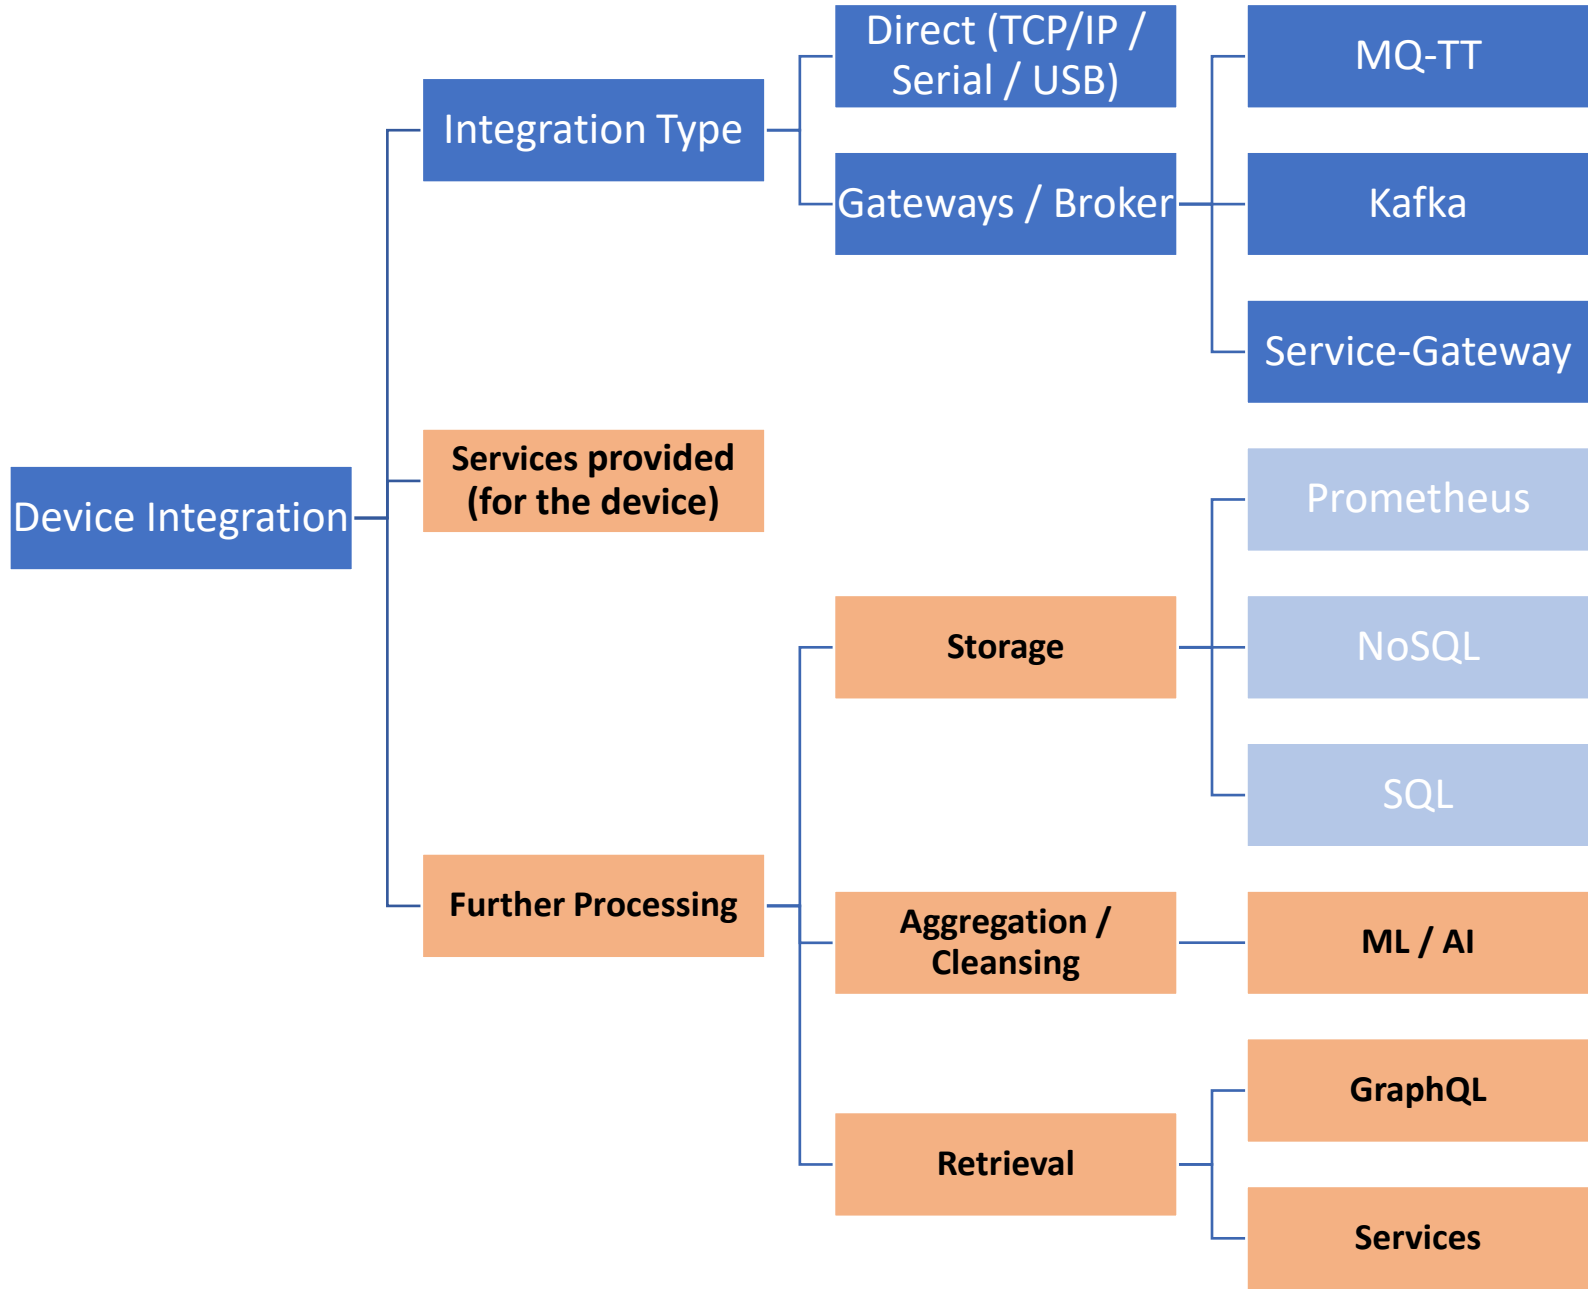 Device Integration
Integration Type
Direct (TCP/IP /
Serial / USB)
Gateways / Broker
MQ-TT
Kafka
Service-Gateway
Services provided
(for the device)
Further Processing
Storage
Prometheus
NoSQL
SQL
Aggregation /
Cleansing
ML / AI
Retrieval
GraphQL
Services